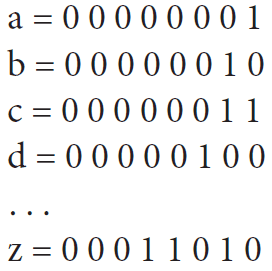 a = 0 0 0 0 0 0 0 1
b = 0 0 0 0 0 0 1 0
c = 0 0 0 0 0 0 1 1
d = 0 0 0 0 0 1 0 0
. . .
z = 0 0 0 1 1 0 1 0